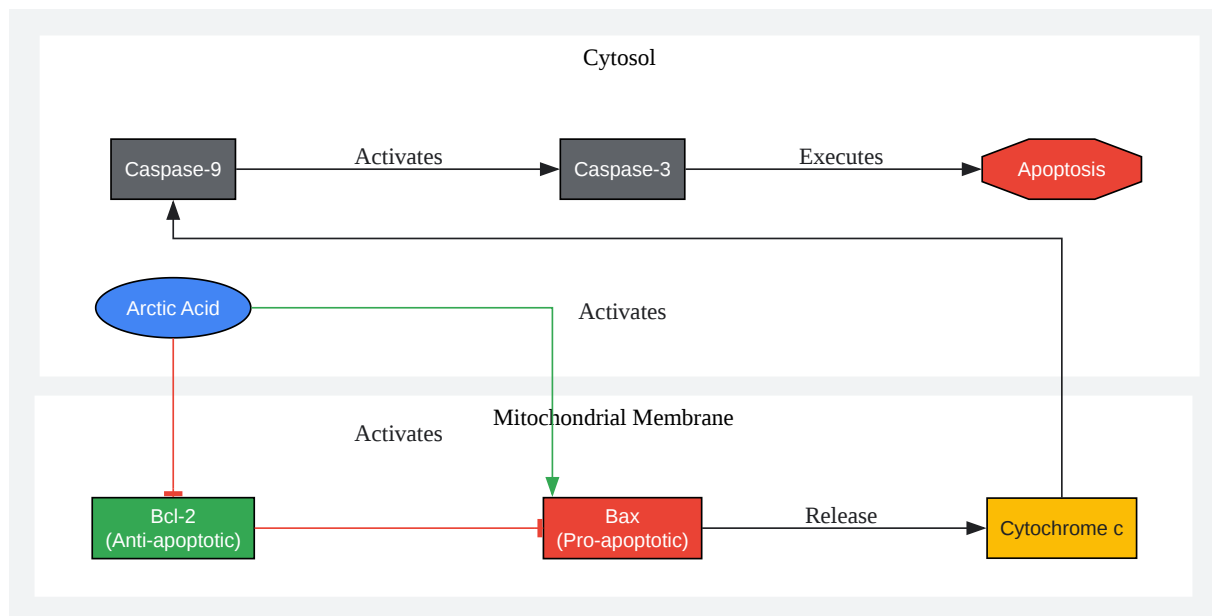 Cytosol
Caspase-9
Activates
Caspase-3
Executes
Apoptosis
Arctic Acid
Activates
Mitochondrial Membrane
Activates
Bcl-2
(Anti-apoptotic)
Bax
(Pro-apoptotic)
Release
Cytochrome c